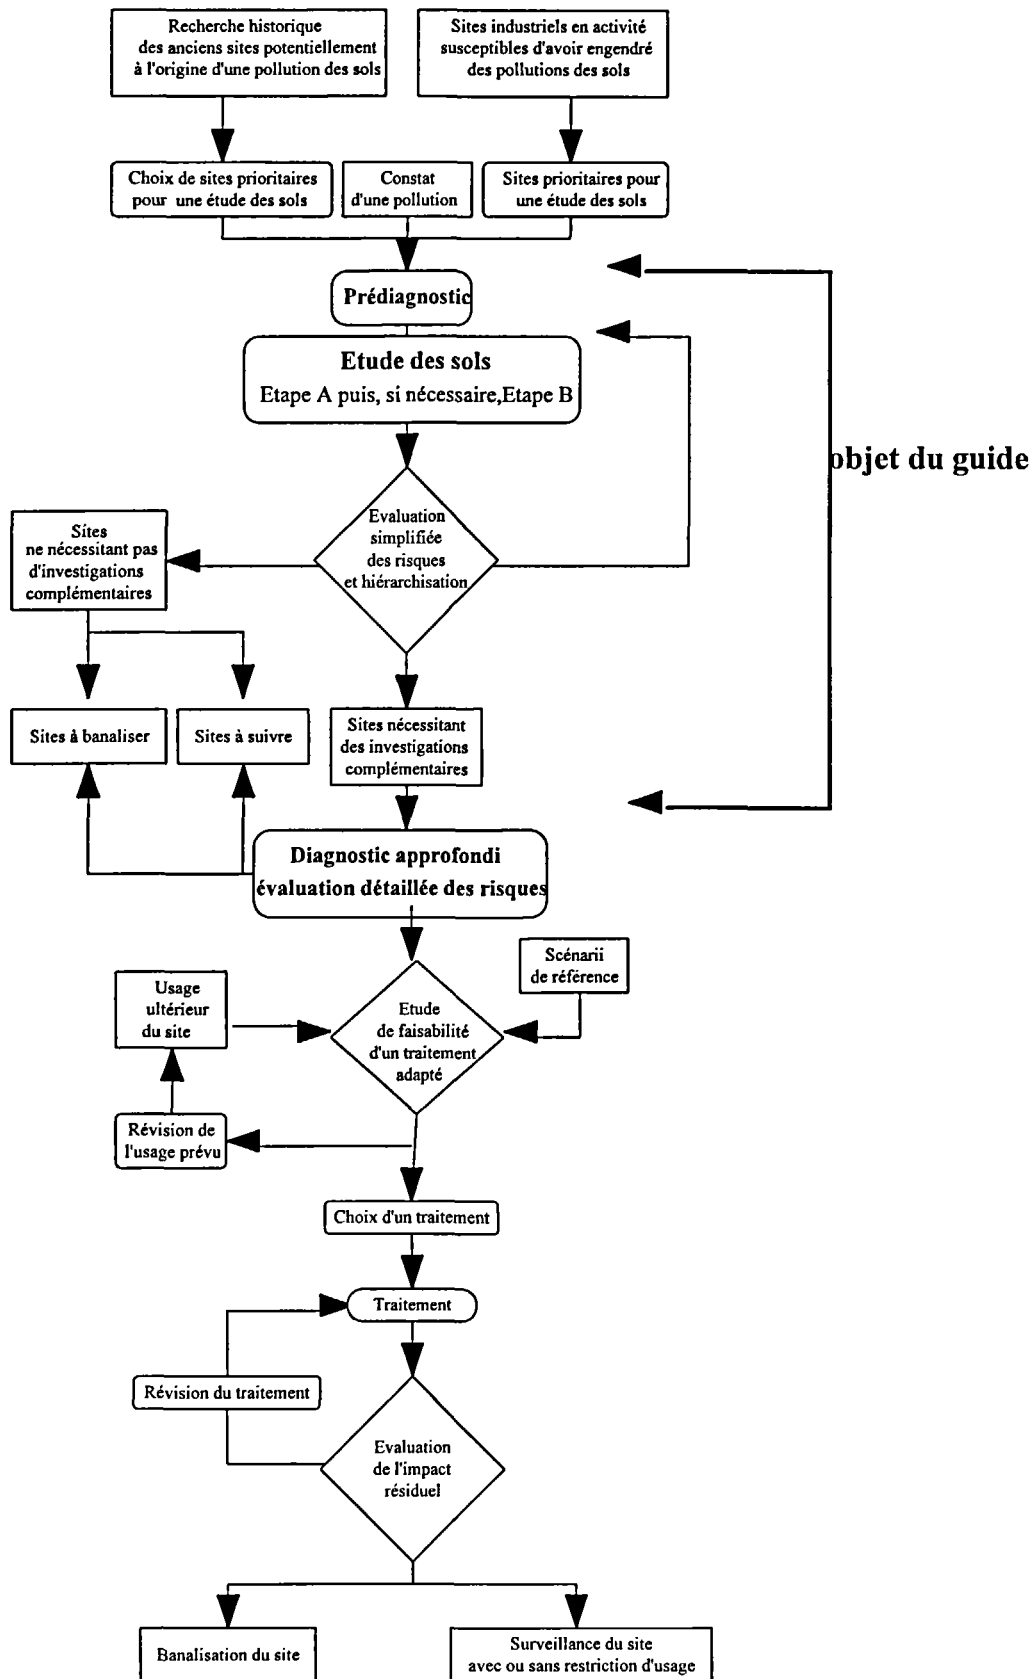 Recherche historique
des anciens sites potentiellement
à l'origine d'une pollution des sols
Sites industriels en activité
susceptibles d'avoir engendré
des pollutions des sols
Choix de sites prioritaires
pour une étude des sols
Constat
d'une pollution
Sites prioritaires pour
une étude des sols
Prédiagnostic
Etude des sols
Etape A puis, si nécessaire,Etape B
objet du guide
Evaluation
simplifiée
des risques
et hiérarchisation
Sites
ne nécessitant pas
d'investigations
complémentaires
Sites à banaliser
Sites à suivre
Sites nécessitant
des investigations
complémentaires
Diagnostic approfondi
évaluation détaillée des risques
Scénarii
de référence
Usage
ultérieur
du site
Etude
de faisabilité
d'un traitement
adapté
Révision de
l'usage prévu
Choix d'un traitement
Traitement
Révision du traitement
Evaluation
de l'impact
résiduel
Banalisation du site
Surveillance du site
avec ou sans restriction d'usage